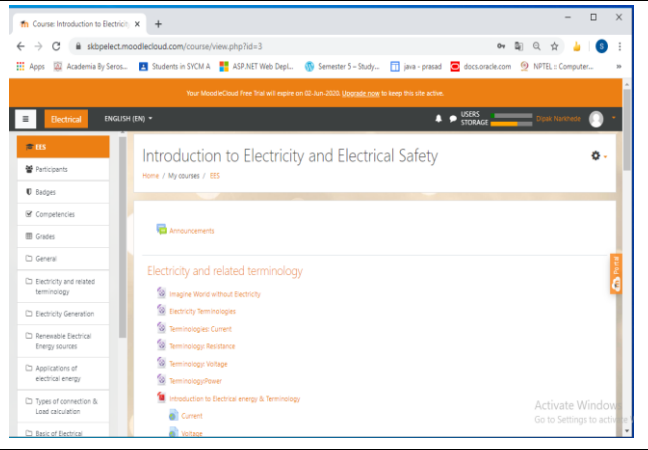 Course: Introduction to Electricity
skbpelect.moodlecloud.com/course/view.php?id=3
Apps
Academia By Seros...
Students in SYCM A
ASP.NET Web Depl...
Semester 5 – Study...
java - prasad
docs.oracle.com
NPTEL :: Computer...
Your MoodleCloud Free Trial will expire on 02-Jun-2020. Upgrade now to keep this site active.
Electrical
ENGLISH (EN)
USERS
STORAGE
Dipak Narkhede
EES
Participants
Badges
Competencies
Grades
General
Electricity and related
terminology
Electricity Generation
Renewable Electrical
Energy sources
Applications of
electrical energy
Types of connection &
Load calculation
Basic of Electrical
Introduction to Electricity and Electrical Safety
Home / My courses / EES
Announcements
Electricity and related terminology
Imagine World without Electricity
Electricity Terminologies
Terminologies: Current
Terminology: Resistance
Terminology: Voltage
Terminology:Power
Introduction to Electrical energy & Terminology
Current
Voltage
Portal
Activate Windows
Go to Settings to activate